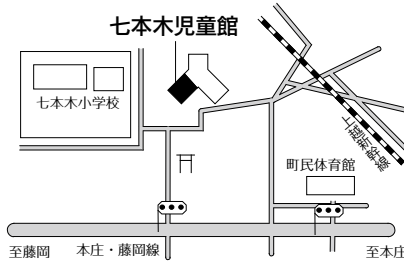 七本木児童館
七本木小学校
上越新幹線
町民体育館
至藤岡
本庄・藤岡線
至本庄